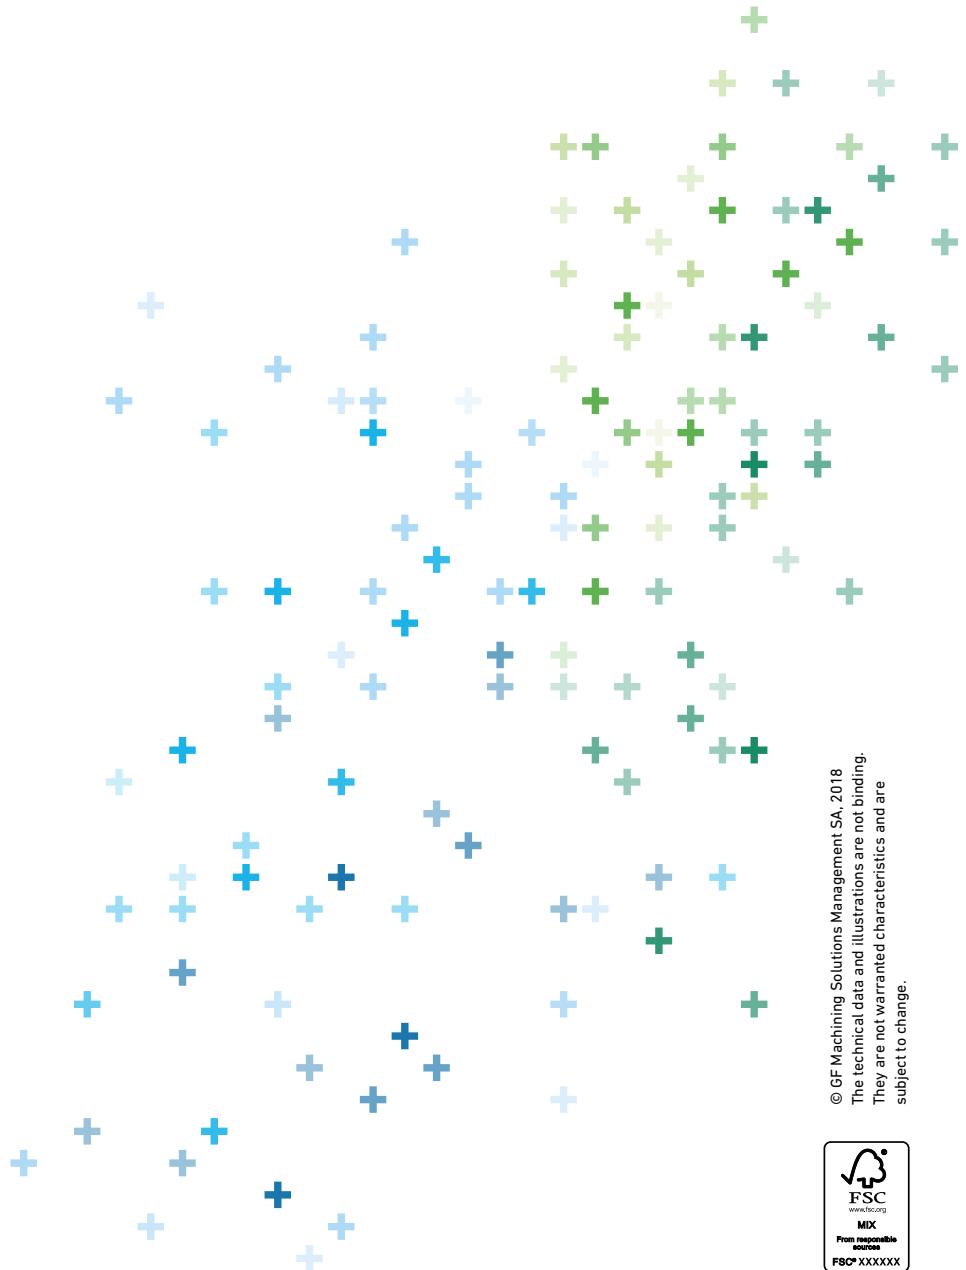 © GF Machining Solutions Management SA, 2018
The technical data and illustrations are not binding.
They are not warranted characteristics and are
subject to change.
FSC
www.fsc.org
MIX
From responsible
sources
FSC® XXXXXX